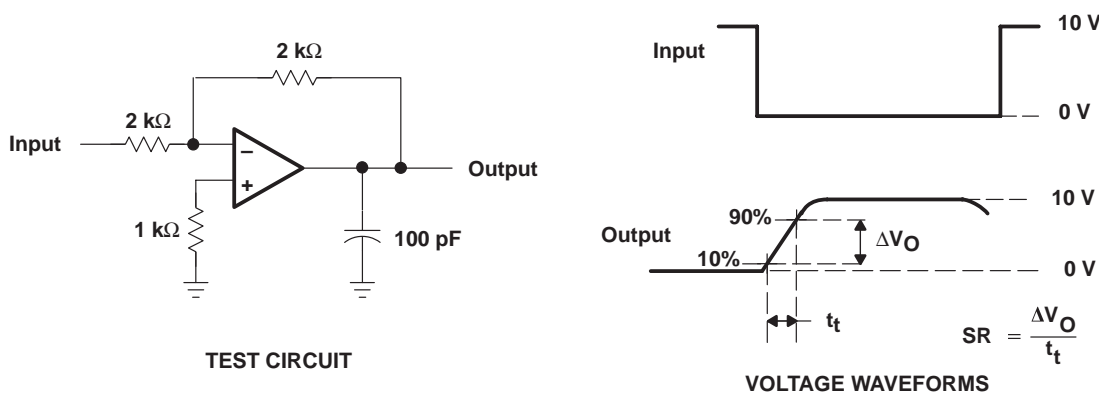 2 kΩ
Input
2 kΩ
−
+
Output
1 kΩ
100 pF
TEST CIRCUIT
Input
10 V
0 V
Output
90%
10%
ΔVO
10 V
0 V
tt
SR = ΔVO
tt
VOLTAGE WAVEFORMS